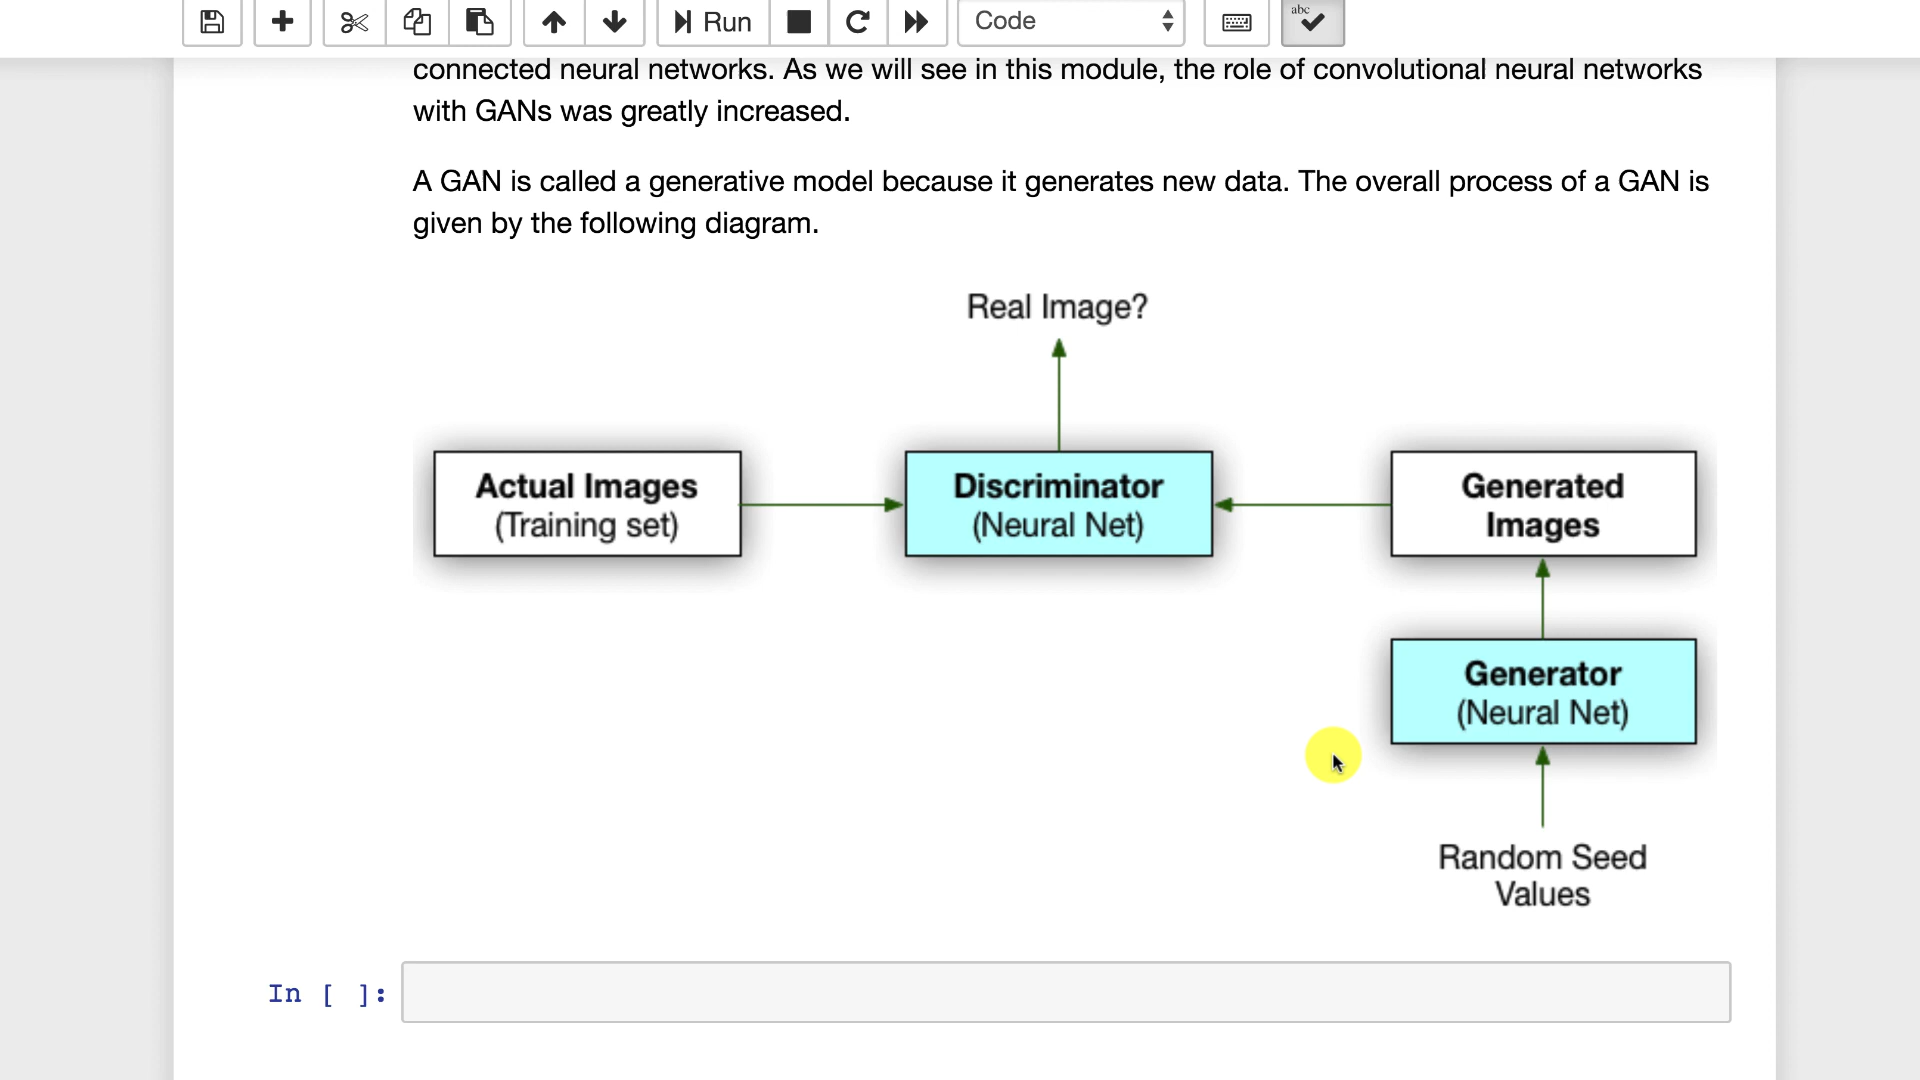 Run
Code
abc
connected neural networks. As we will see in this module, the role of convolutional neural networks
with GANs was greatly increased.
A GAN is called a generative model because it generates new data. The overall process of a GAN is
given by the following diagram.
Real Image?
Actual Images
(Training set)
Discriminator
(Neural Net)
Generated
Images
Generator
(Neural Net)
Random Seed
Values
In [ ]: